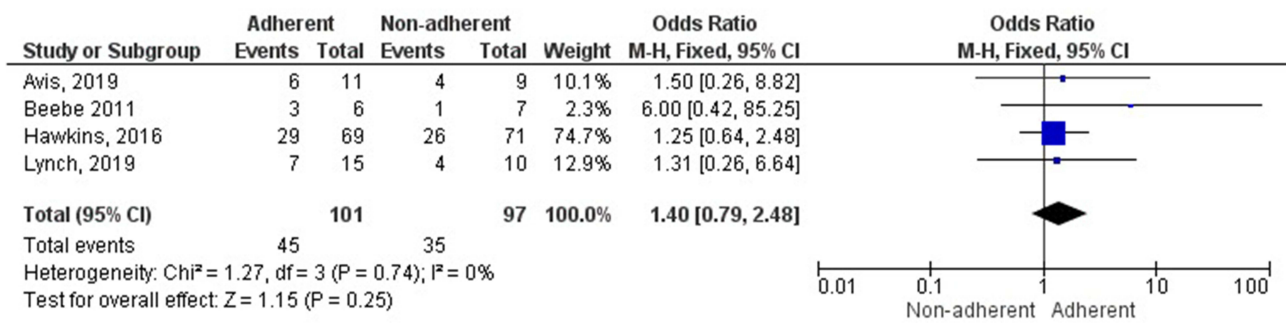 Adherent Non-adherent Odds Ratio Odds Ratio
Study or Subgroup Events Total Events Total Weight M-H, Fixed, 95% CI M-H, Fixed, 95% CI
Avis, 2019 6 11 4 9 10.1% 1.50 [0.26, 8.82]
Beebe 2011 3 6 1 7 2.3% 6.00 [0.42, 85.25]
Hawkins, 2016 29 69 26 71 74.7% 1.25 [0.64, 2.48]
Lynch, 2019 7 15 4 10 12.9% 1.31 [0.26, 6.64]
Total (95% CI) 101 97 100.0% 1.40 [0.79, 2.48]
Total events 45 35
Heterogeneity: Chi² = 1.27, df = 3 (P = 0.74); I² = 0%
Test for overall effect: Z = 1.15 (P = 0.25)
0.01 0.1 1 10 100
Non-adherent Adherent